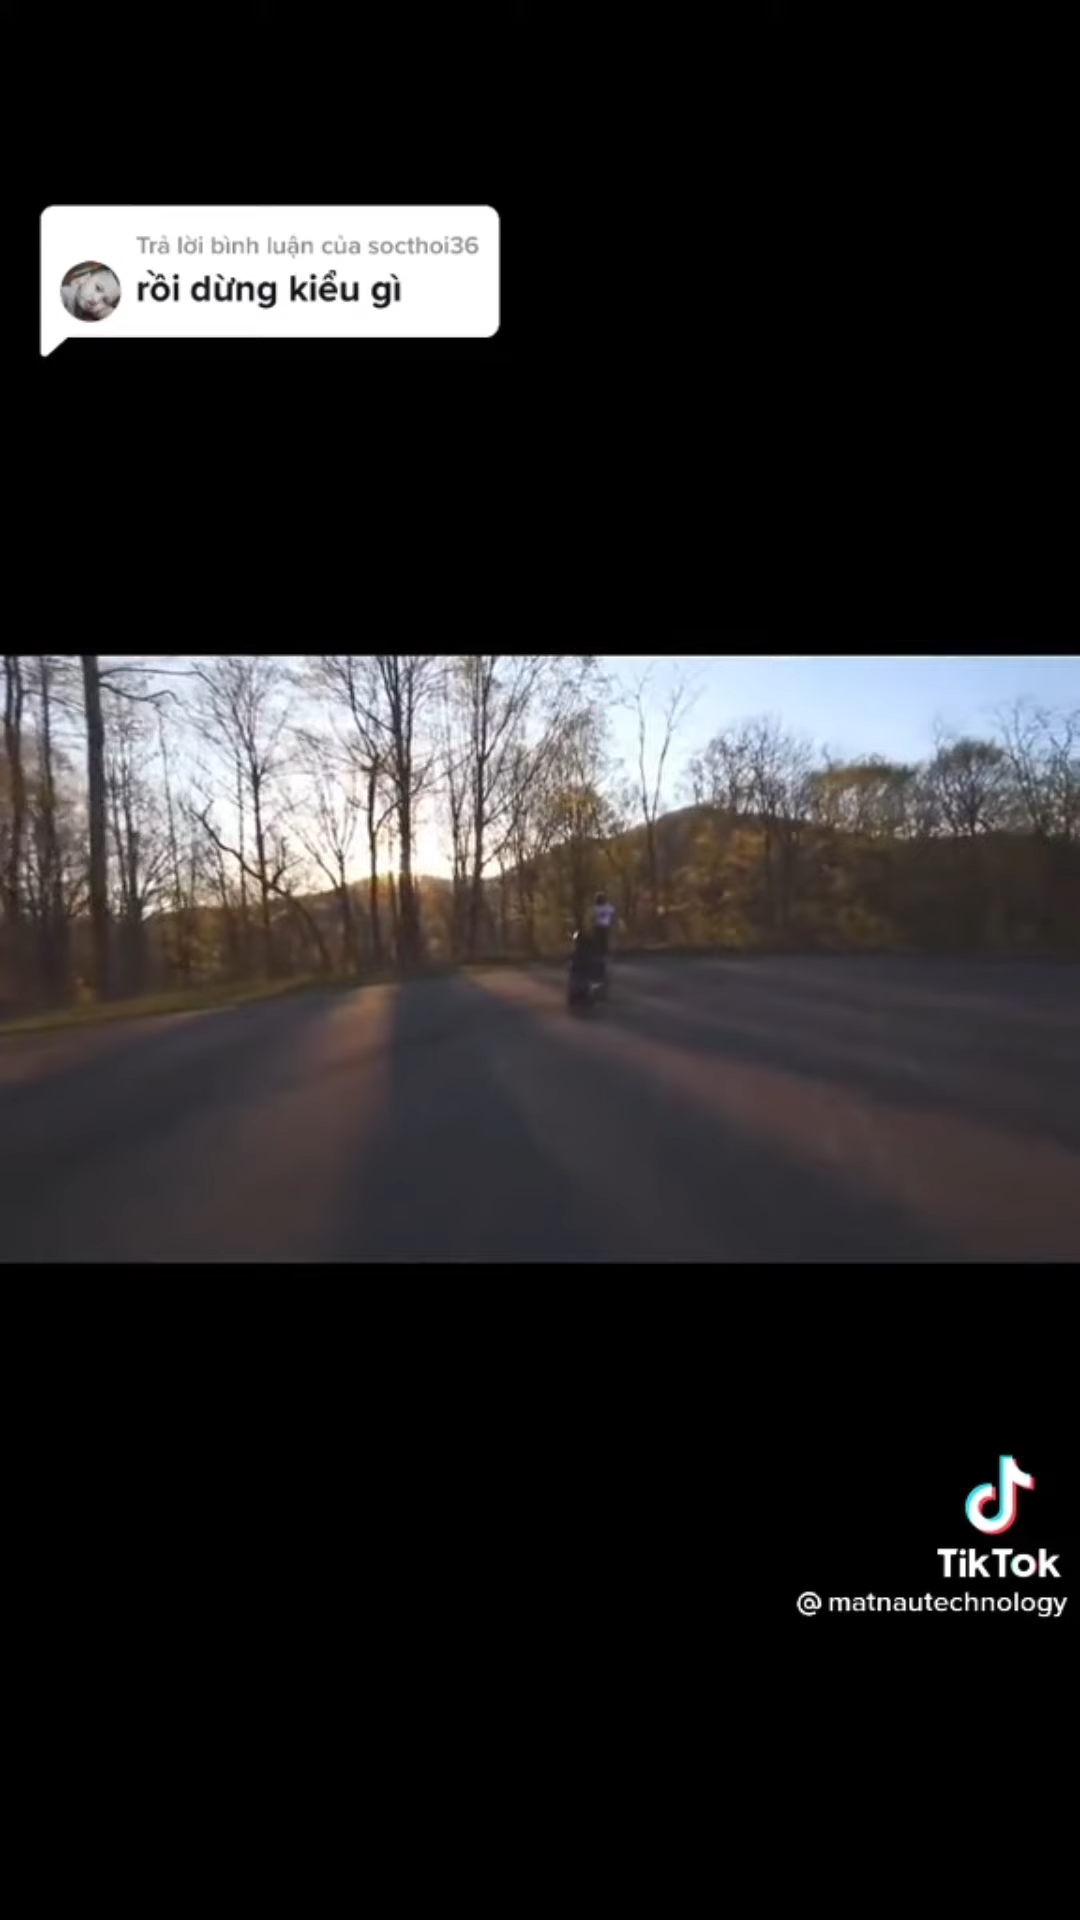 Trả lời bình luận của socthoi36
rồi dừng kiểu gì
TikTok
@matnautechnology